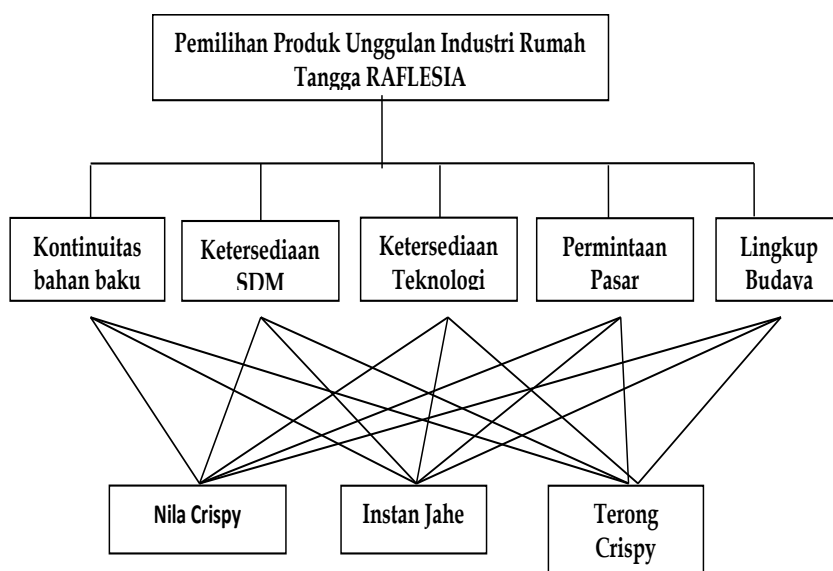 Pemilihan Produk Unggulan Industri Rumah
Tangga RAFLESIA
Kontinuitas
bahan baku
Ketersediaan
SDM
Ketersediaan
Teknologi
Permintaan
Pasar
Lingkup
Budaya
Nila Crispy
Instan Jahe
Terong
Crispy